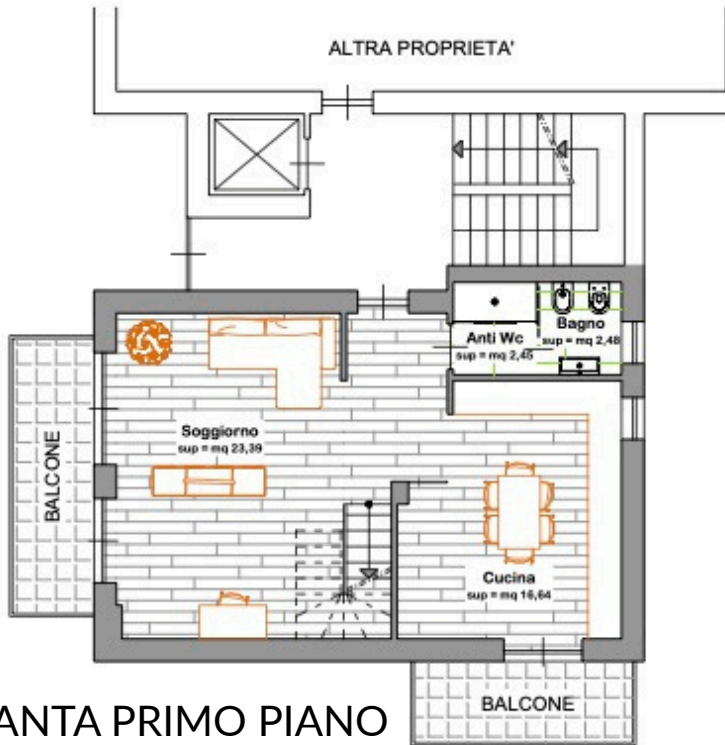 ALTRA PROPRIETA'
Bagno
sup = mq 2,48
Anti Wc
sup = mq 2,45
Soggiorno
sup = mq 23,39
BALCONE
Cucina
sup = mq 16,64
BALCONE
ANTA PRIMO PIANO